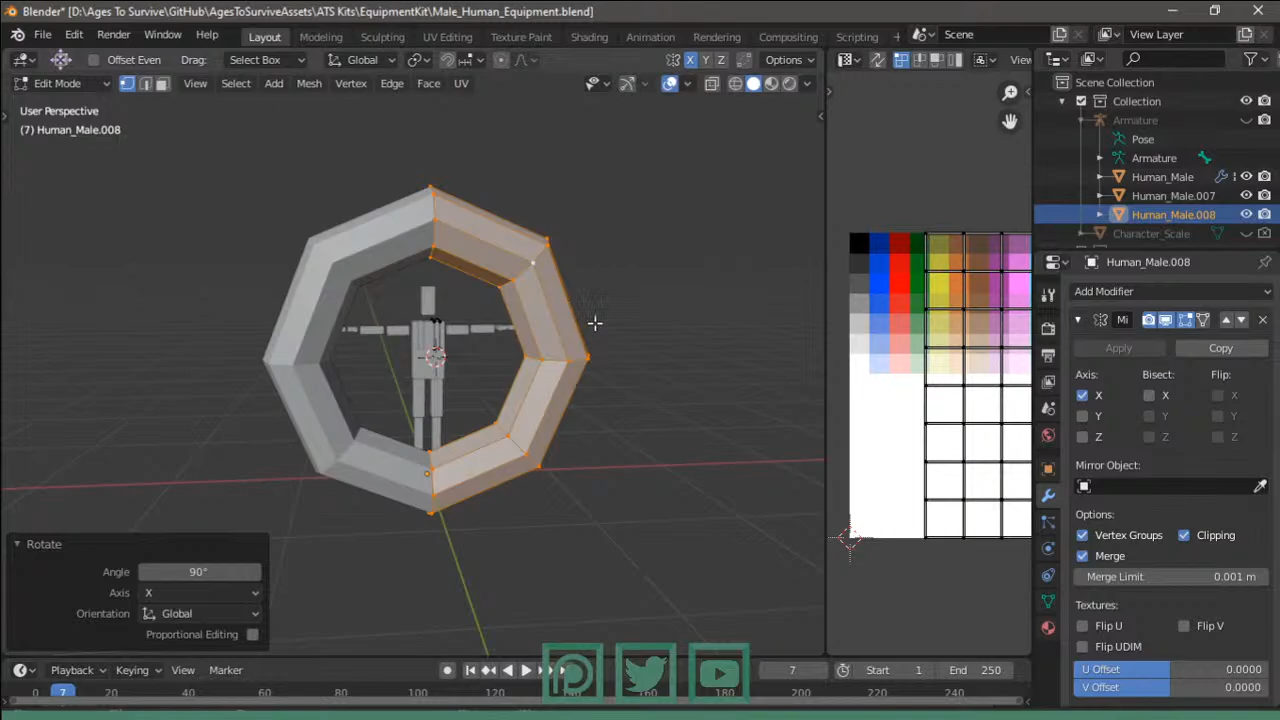 Blender* [D:\Ages To Survive\GitHub\AgesToSurviveAssets\ATS Kits\EquipmentKit\Male_Human_Equipment.blend]
File Edit Render Window Help Layout Modeling Sculpting UV Editing Texture Paint Shading Animation Rendering Compositing Scripting Scene View Layer
Offset Even Drag: Select Box Global X Y Z Options View
Edit Mode View Select Add Mesh Vertex Edge Face UV
User Perspective
(7) Human_Male.008
Scene Collection
Collection
Armature
Pose
Armature
Human_Male
Human_Male.007
Human_Male.008
Character_Scale
Human_Male.008
Add Modifier
Mi
Apply Copy
Axis: Bisect: Flip:
X X X
Y Y Y
Z Z Z
Mirror Object:
Options:
Vertex Groups Clipping
Merge
Merge Limit 0.001 m
Textures:
Flip U Flip V
Flip UDIM
U Offset 0.0000
V Offset 0.0000
Rotate
Angle 90°
Axis X
Orientation Global
Proportional Editing
Playback Keying View Marker 7 Start 1 End 250
0 7 40 80 120 160 200 240